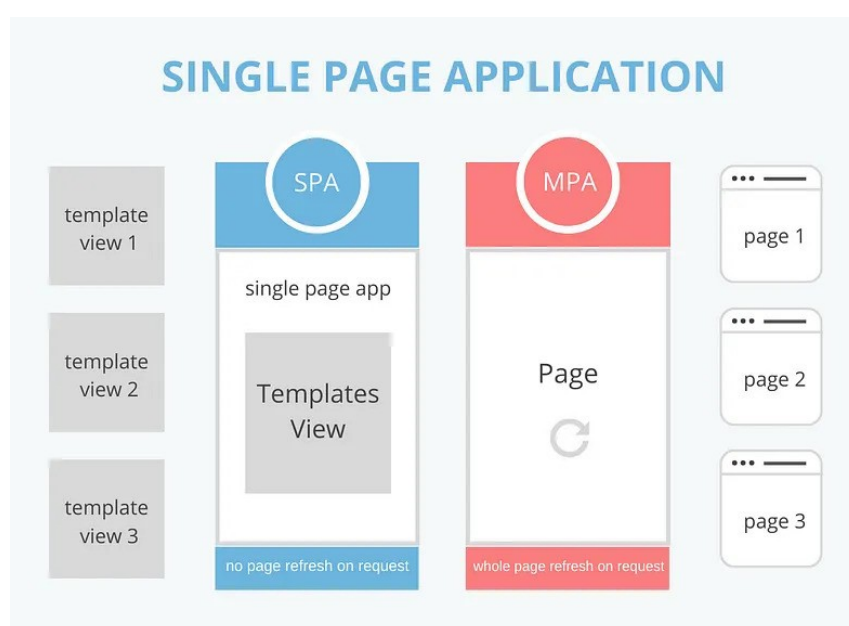 SINGLE PAGE APPLICATION
template
view 1
template
view 2
template
view 3
SPA
single page app
Templates
View
no page refresh on request
MPA
Page
whole page refresh on request
page 1
page 2
page 3